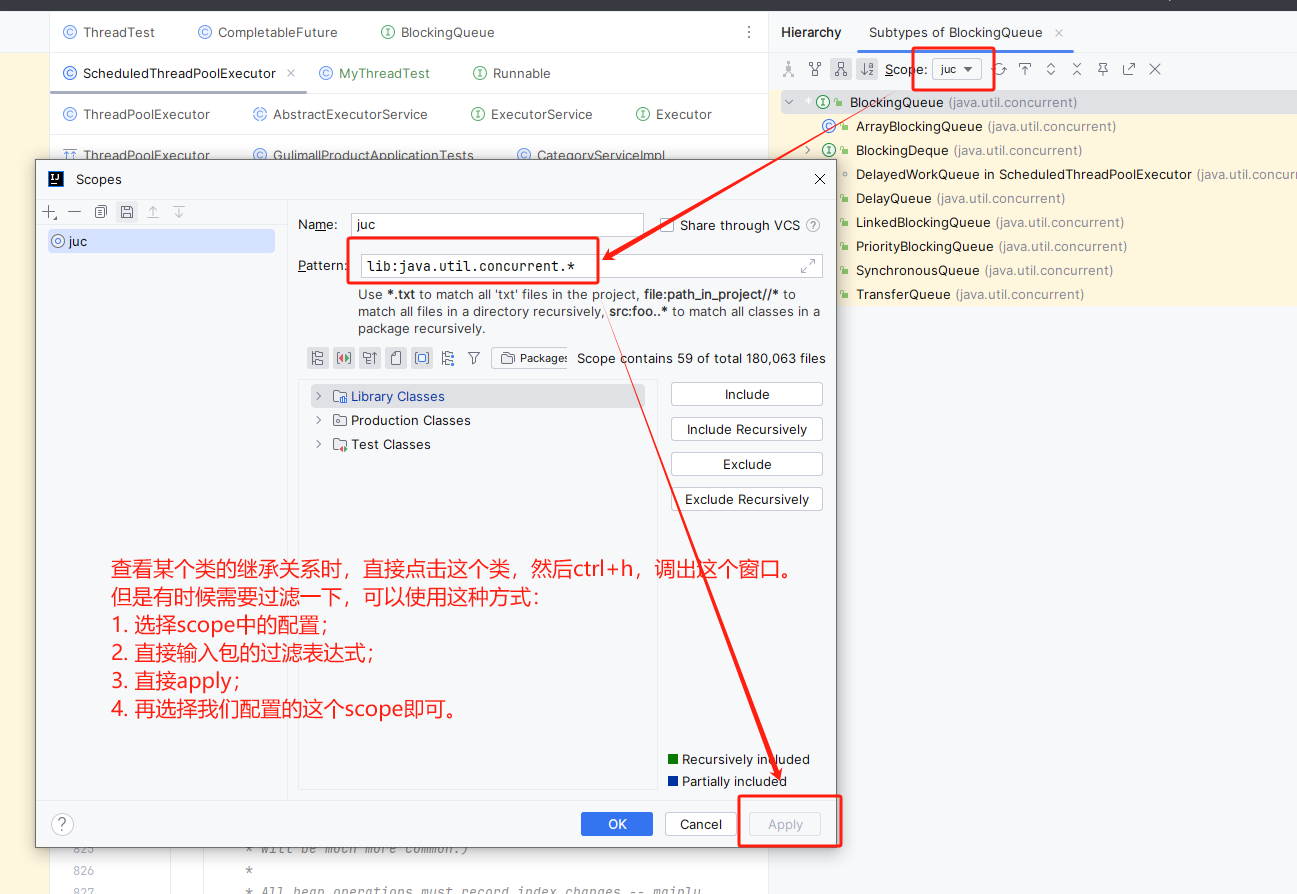 ThreadTest
CompletableFuture
BlockingQueue
ScheduledThreadPoolExecutor
MyThreadTest
Runnable
ThreadPoolExecutor
AbstractExecutorService
ExecutorService
Executor
ThreadPoolExecutor
GulimallProductApplicationTests
CategoryServiceImpl
Hierarchy
Subtypes of BlockingQueue
Scope:
juc
BlockingQueue (java.util.concurrent)
ArrayBlockingQueue (java.util.concurrent)
BlockingDeque (java.util.concurrent)
DelayedWorkQueue in ScheduledThreadPoolExecutor (java.util.concur
DelayQueue (java.util.concurrent)
LinkedBlockingQueue (java.util.concurrent)
PriorityBlockingQueue (java.util.concurrent)
SynchronousQueue (java.util.concurrent)
TransferQueue (java.util.concurrent)
Scopes
juc
Name:
juc
Share through VCS
Pattern:
lib:java.util.concurrent.*
Use *.txt to match all 'txt' files in the project, file:path_in_project//* to
match all files in a directory recursively, src:foo..* to match all classes in a
package recursively.
Packages
Scope contains 59 of total 180,063 files
Library Classes
Production Classes
Test Classes
Include
Include Recursively
Exclude
Exclude Recursively
查看某个类的继承关系时，直接点击这个类，然后ctrl+h，调出这个窗口。
但是有时候需要过滤一下，可以使用这种方式：
1. 选择scope中的配置；
2. 直接输入包的过滤表达式；
3. 直接apply；
4. 再选择我们配置的这个scope即可。
Recursively included
Partially included
OK
Cancel
Apply
825 * will be much more common.)
826 *
827 * All heap operations must record index changes -- mainly